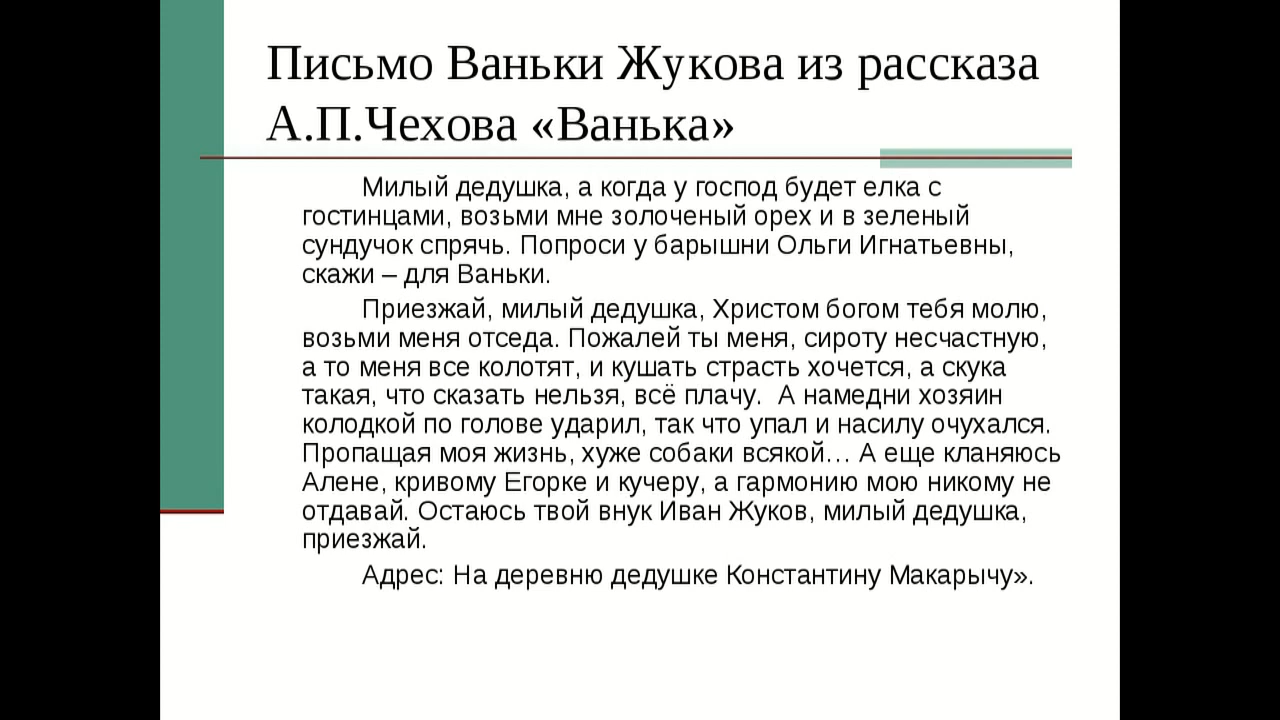 Письмо Ваньки Жукова из рассказа
А.П.Чехова «Ванька»
Милый дедушка, а когда у господ будет елка с
гостинцами, возьми мне золоченый орех и в зеленый
сундучок спрячь. Попроси у барышни Ольги Игнатьевны,
скажи – для Ваньки.
Приезжай, милый дедушка, Христом богом тебя молю,
возьми меня отседа. Пожалей ты меня, сироту несчастную,
а то меня все колотят, и кушать страсть хочется, а скука
такая, что сказать нельзя, всё плачу.  А намедни хозяин
колодкой по голове ударил, так что упал и насилу очухался.
Пропащая моя жизнь, хуже собаки всякой… А еще кланяюсь
Алене, кривому Егорке и кучеру, а гармонию мою никому не
отдавай. Остаюсь твой внук Иван Жуков, милый дедушка,
приезжай.
Адрес: На деревню дедушке Константину Макарычу».